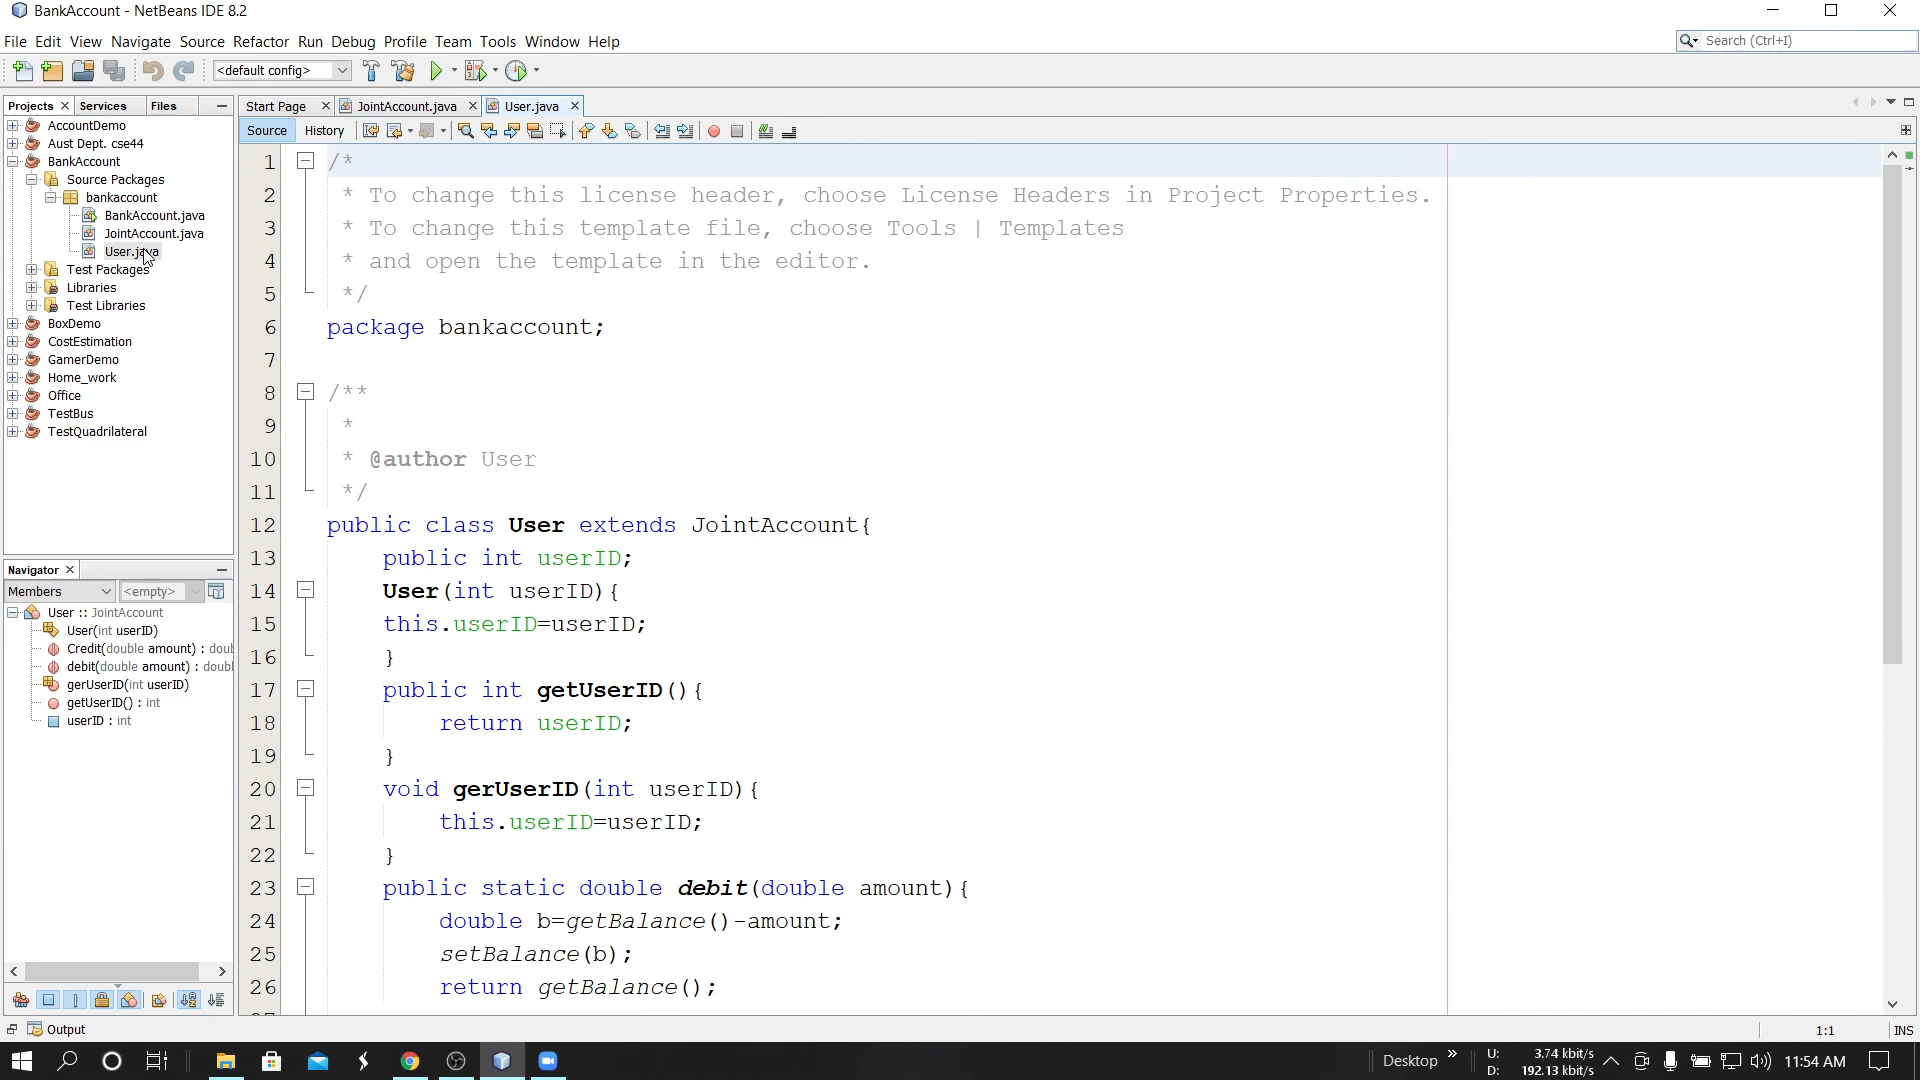 BankAccount - NetBeans IDE 8.2
File Edit View Navigate Source Refactor Run Debug Profile Team Tools Window Help
Search (Ctrl+I)
<default config>
Projects Services Files
Start Page JointAccount.java User.java
Source History
AccountDemo
Aust Dept. cse44
BankAccount
Source Packages
bankaccount
BankAccount.java
JointAccount.java
User.java
Test Packages
Libraries
Test Libraries
BoxDemo
CostEstimation
GamerDemo
Home_work
Office
TestBus
TestQuadrilateral
Navigator
Members <empty>
User :: JointAccount
User(int userID)
Credit(double amount) : doul
debit(double amount) : doubl
gerUserID(int userID)
getUserID() : int
userID : int
1 /*
2 * To change this license header, choose License Headers in Project Properties.
3 * To change this template file, choose Tools | Templates
4 * and open the template in the editor.
5 */
6 package bankaccount;
7
8 /**
9 *
10 * @author User
11 */
12 public class User extends JointAccount{
13 public int userID;
14 User(int userID){
15 this.userID=userID;
16 }
17 public int getUserID(){
18 return userID;
19 }
20 void gerUserID(int userID){
21 this.userID=userID;
22 }
23 public static double debit(double amount){
24 double b=getBalance()-amount;
25 setBalance(b);
26 return getBalance();
Output
1:1 INS
Desktop
U: 3.74 kbit/s
D: 192.13 kbit/s
11:54 AM